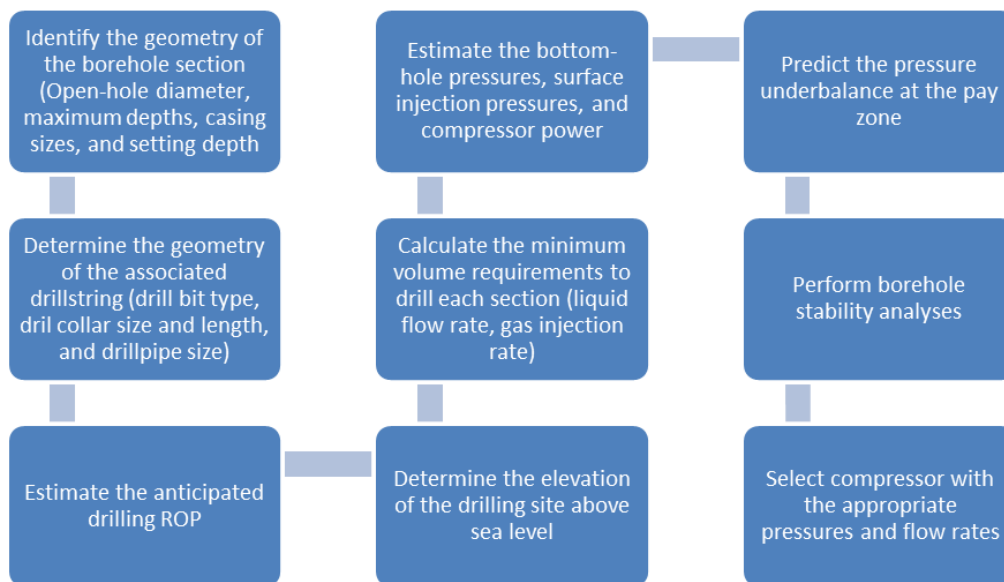 Identify the geometry of
the borehole section
(Open-hole diameter,
maximum depths, casing
sizes, and setting depth
Determine the geometry
of the associated
drillstring (drill bit type,
dril collar size and length,
and drillpipe size)
Estimate the anticipated
drilling ROP
Determine the elevation
of the drilling site above
sea level
Calculate the minimum
volume requirements to
drill each section (liquid
flow rate, gas injection
rate)
Estimate the bottom-
hole pressures, surface
injection pressures, and
compressor power
Predict the pressure
underbalance at the pay
zone
Perform borehole
stability analyses
Select compressor with
the appropriate
pressures and flow rates